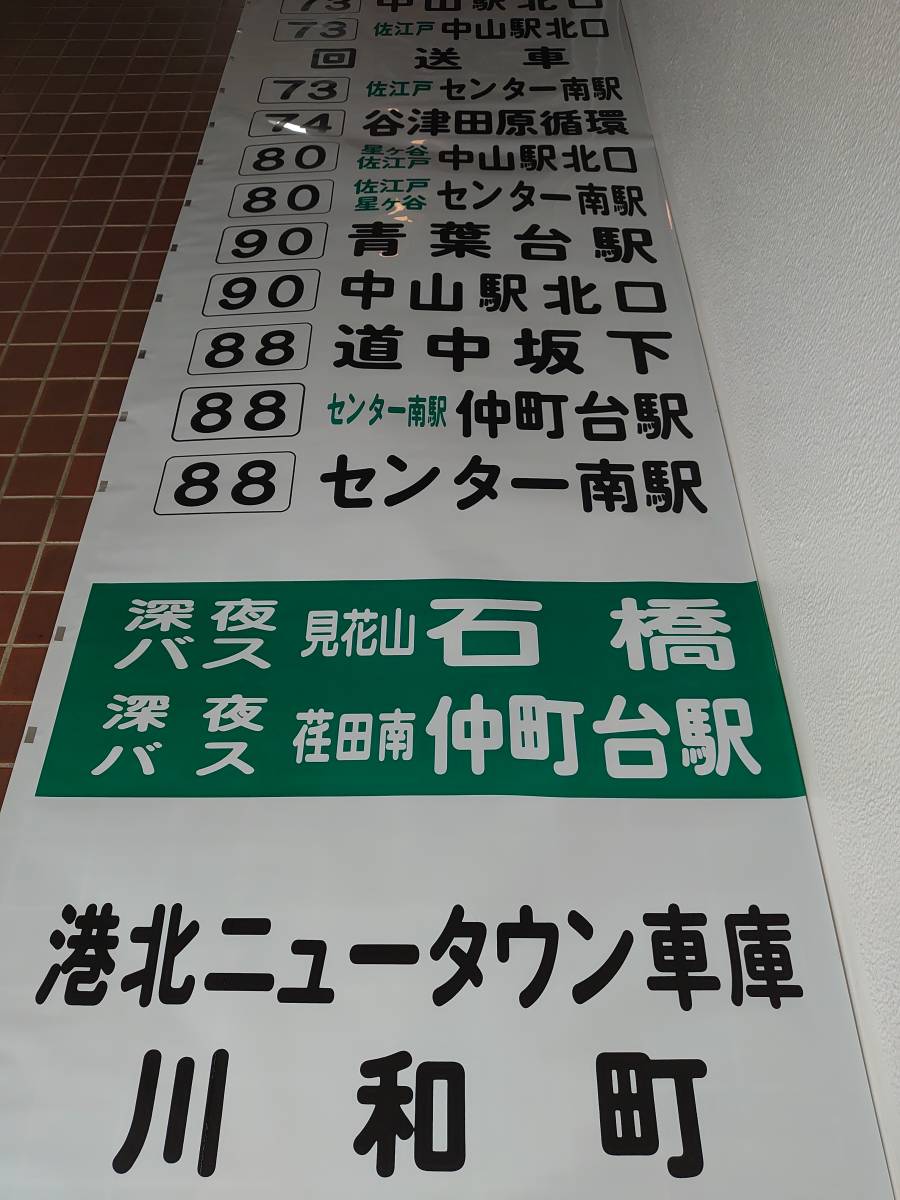 73 中山駅北口
73 佐江戸 中山駅北口
回送車
73 佐江戸 センター南駅
74 谷津田原循環
80 星ヶ谷 佐江戸 中山駅北口
80 佐江戸 星ヶ谷 センター南駅
90 青葉台駅
90 中山駅北口
88 道中坂下
88 センター南駅 仲町台駅
88 センター南駅
深夜バス 見花山 石橋
深夜バス 荏田南 仲町台駅
港北ニュータウン車庫
川和町